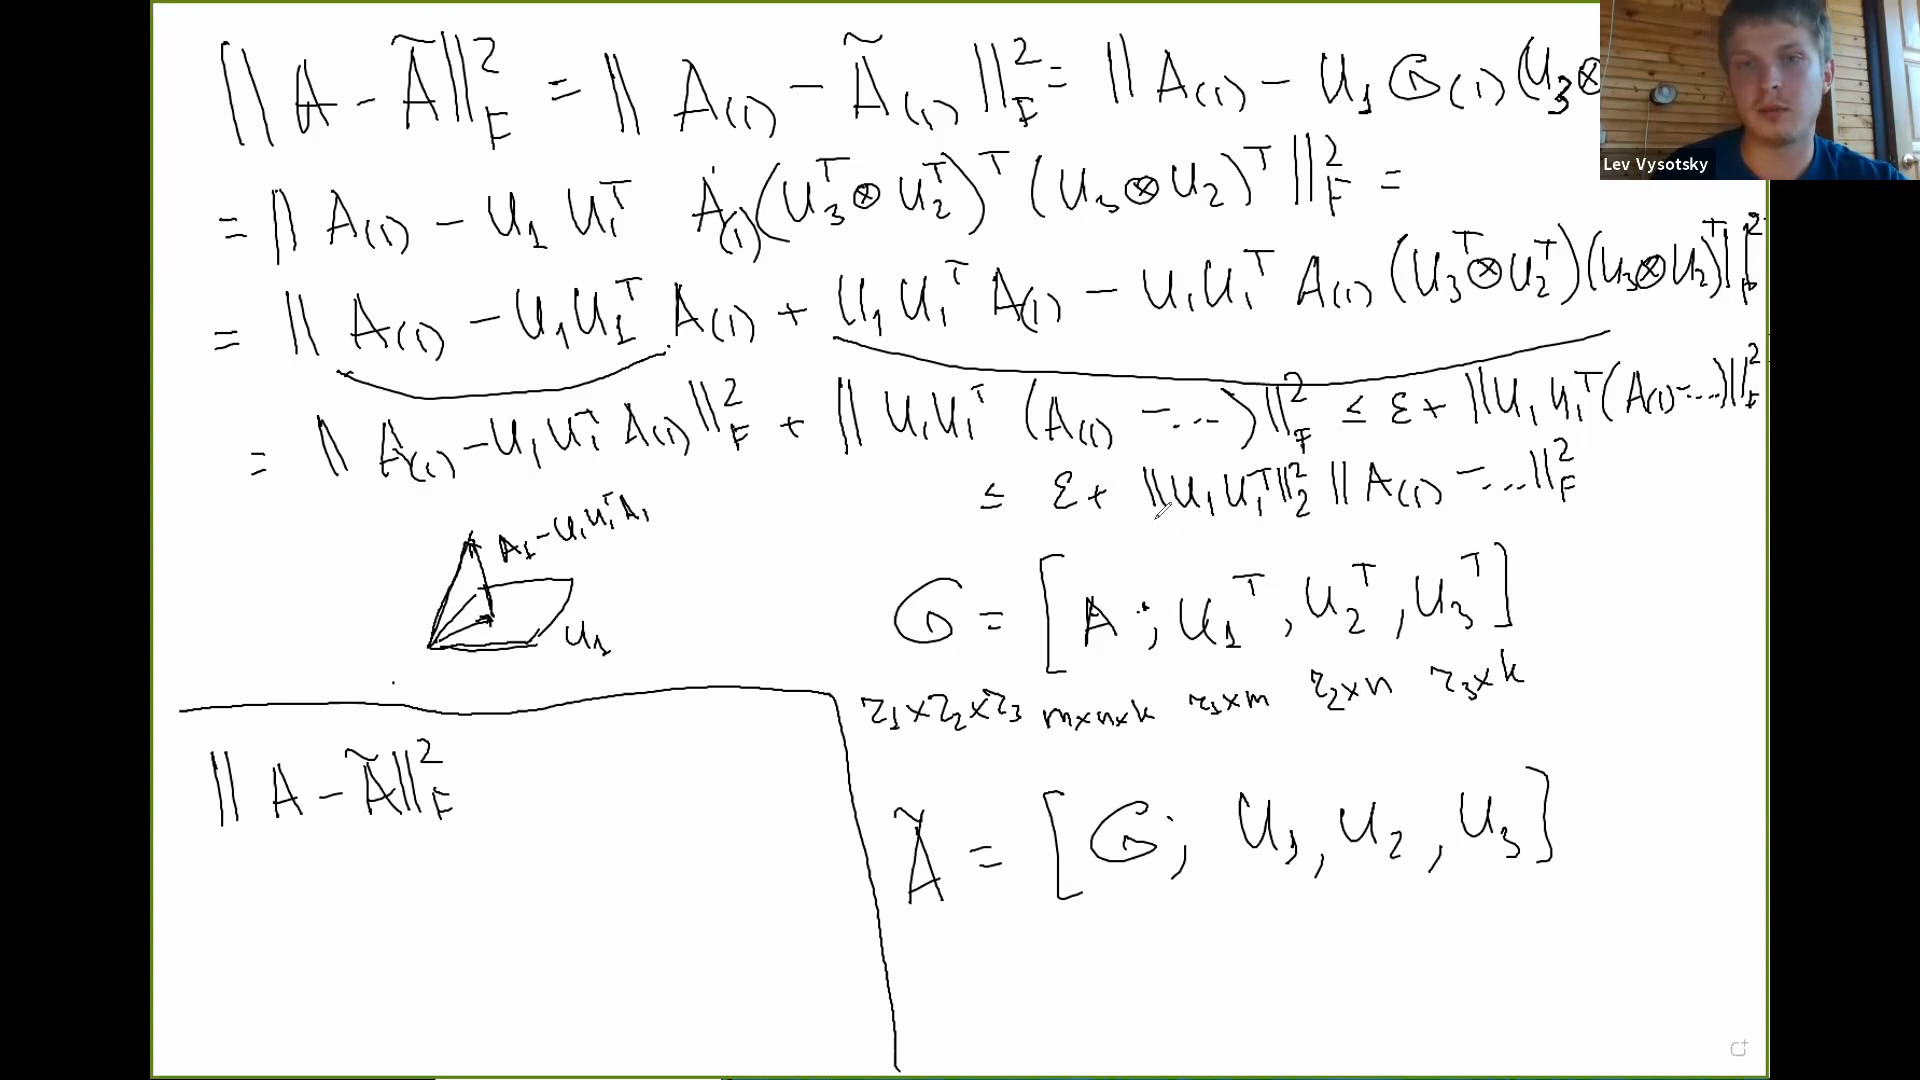 ‖ A - Ã ‖²_F = ‖ A_(1) - Ã_(1) ‖²_F = ‖ A_(1) - U_1 G_(1) (U_3 ⊗
Lev Vysotsky
= ‖ A_(1) - U_1 U_1^T A_(1) (U_3^T ⊗ U_2^T)^T (U_3 ⊗ U_2)^T ‖²_F =
= ‖ A_(1) - U_1 U_1^T A_(1) + U_1 U_1^T A_(1) - U_1 U_1^T A_(1) (U_3^T ⊗ U_2^T)(U_3 ⊗ U_2)^T ‖²_F
= ‖ A_(1) - U_1 U_1^T A_(1) ‖²_F + ‖ U_1 U_1^T (A_(1) - ...) ‖²_F ≤ ε + ‖ U_1 U_1^T (A_(1) - ...) ‖²_F
≤ ε + ‖ U_1 U_1^T ‖²_2 ‖ A_(1) - ... ‖²_F
A_1 - U_1 U_1^T A_1
U_1
G = [A; U_1^T, U_2^T, U_3^T]
r_1 × r_2 × r_3 m×n×k r_1×m r_2×n r_3×k
‖ A - Ã ‖²_F
Ã = [G; U_1, U_2, U_3]